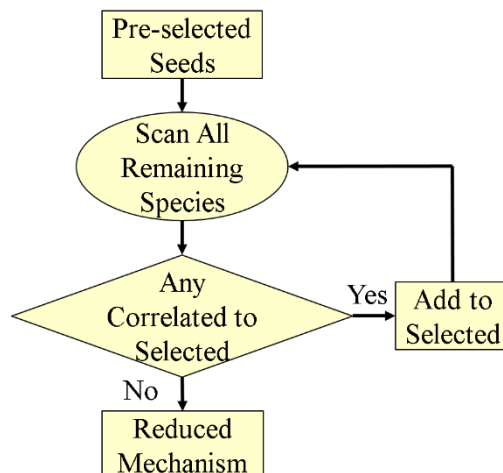 Pre-selected
Seeds
Scan All
Remaining
Species
Any
Correlated to
Selected
Yes
Add to
Selected
No
Reduced
Mechanism